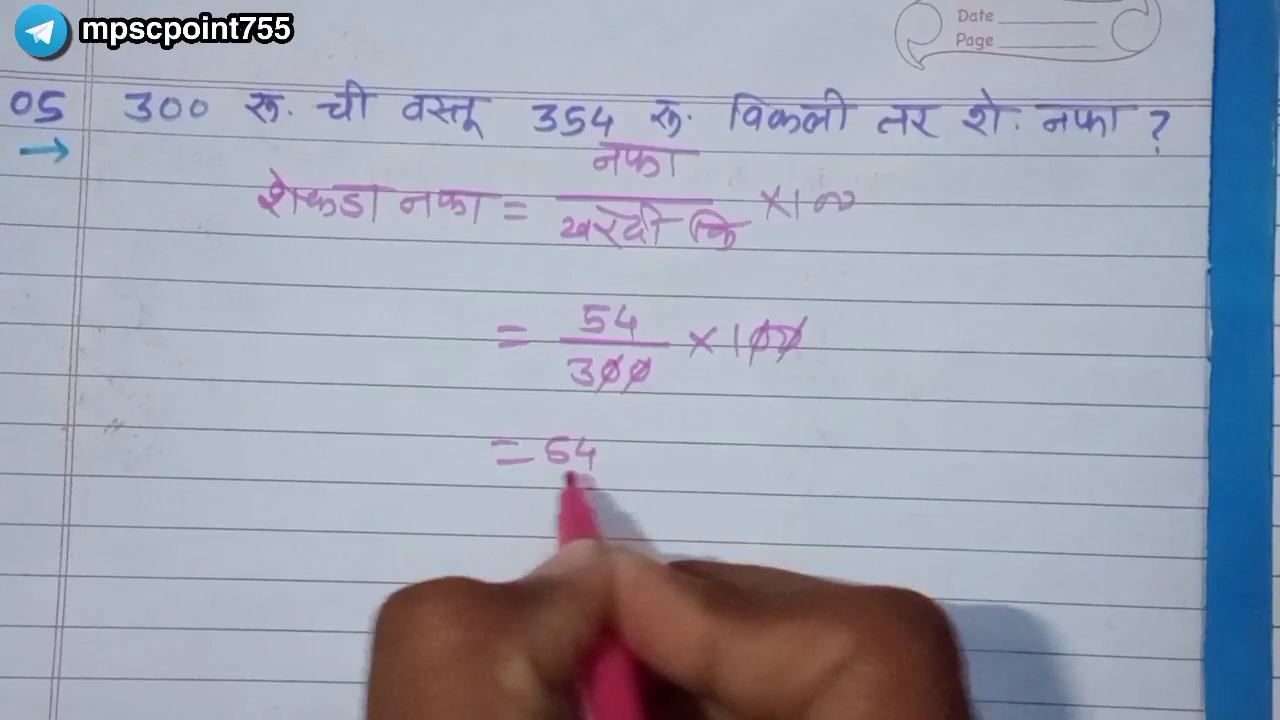 mpscpoint755
Date
Page
05 300 रू. ची वस्तू 354 रू. विकली तर शे. नफा ?
→
नफा
शेकडा नफा = ———— ×100
खरेदी कि
54
= —— × 100
300
= 54